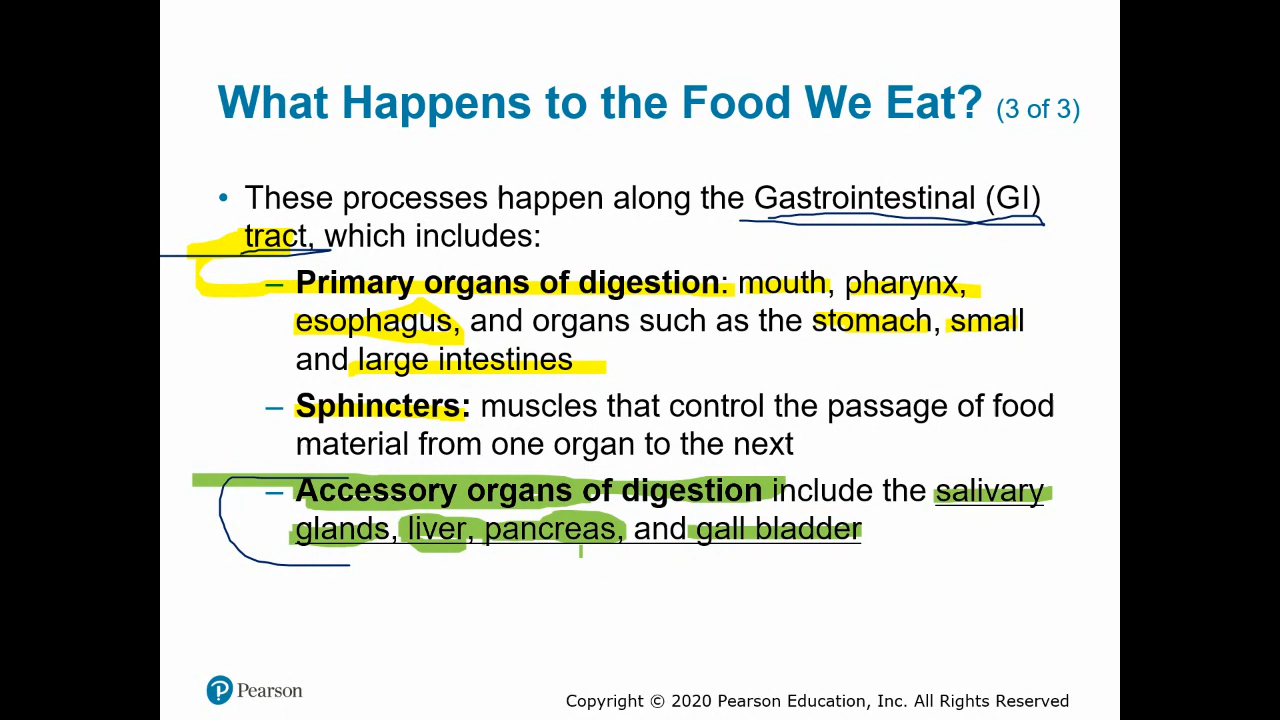 What Happens to the Food We Eat? (3 of 3)
• These processes happen along the Gastrointestinal (GI)
tract, which includes:
– Primary organs of digestion: mouth, pharynx,
esophagus, and organs such as the stomach, small
and large intestines
– Sphincters: muscles that control the passage of food
material from one organ to the next
– Accessory organs of digestion include the salivary
glands, liver, pancreas, and gall bladder
Pearson
Copyright © 2020 Pearson Education, Inc. All Rights Reserved